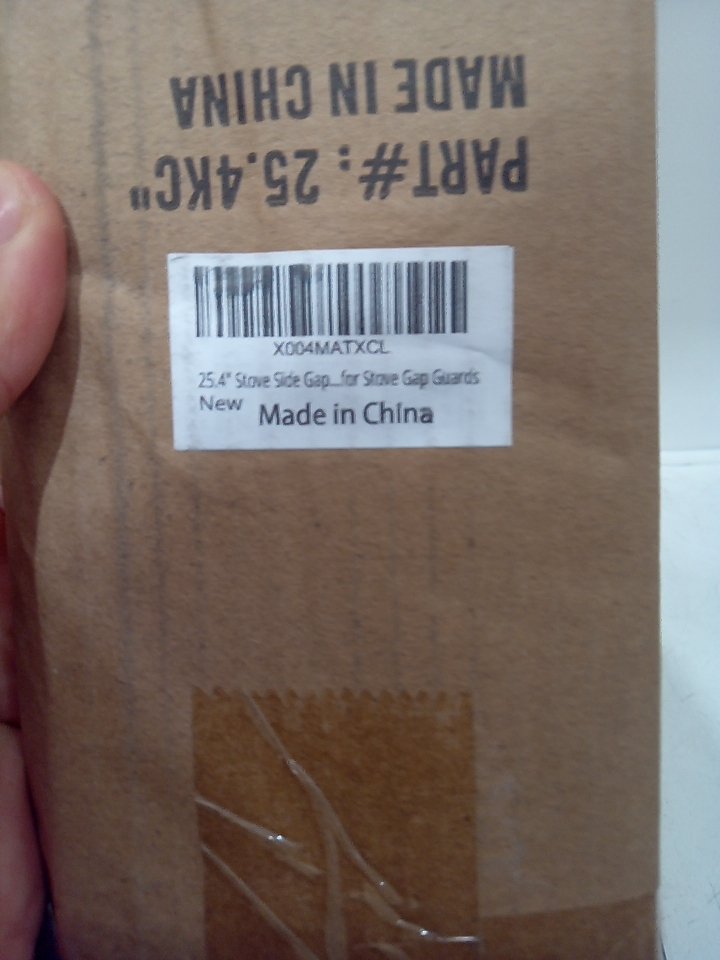 MADE IN CHINA
PART#: 25.4KC"
X004MATXCL
25.4" Stove Side Gap...for Stove Gap Guards
New
Made in China